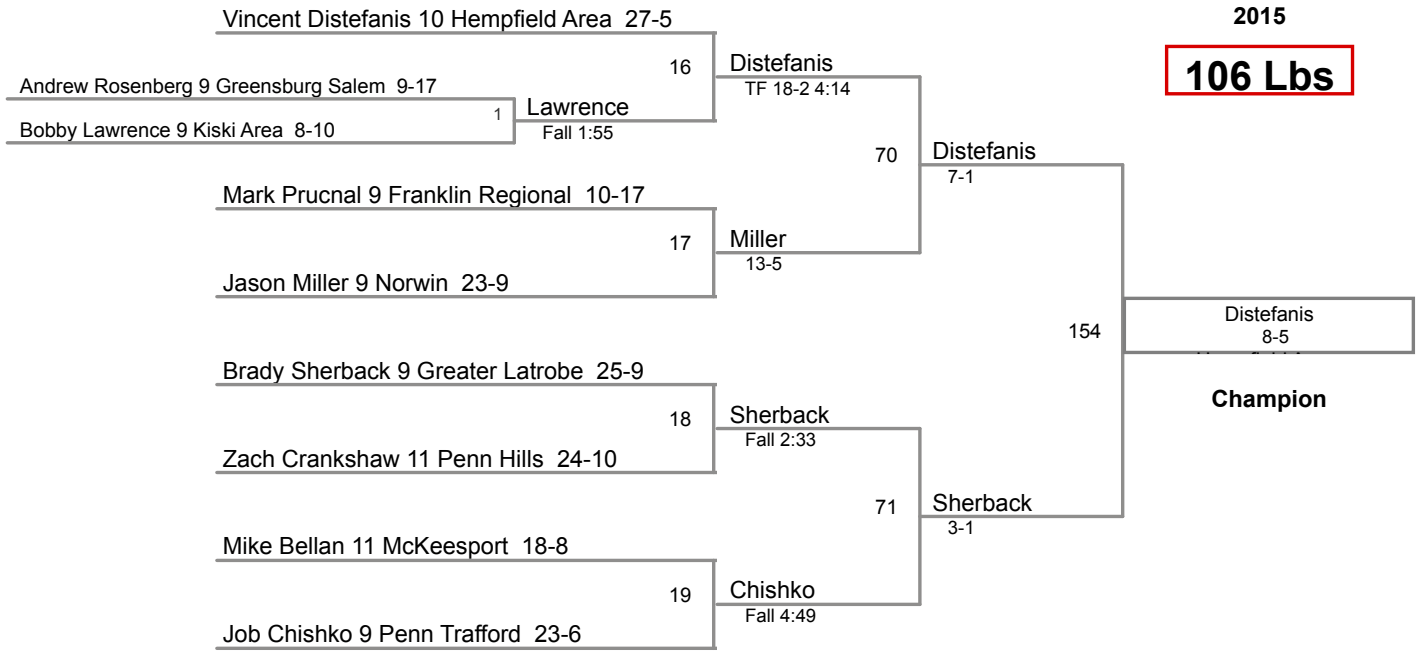 Vincent Distefanis 10 Hempfield Area 27-5
2015
16
Distefanis
TF 18-2 4:14
106 Lbs
Andrew Rosenberg 9 Greensburg Salem 9-17
1
Lawrence
Fall 1:55
Bobby Lawrence 9 Kiski Area 8-10
70
Distefanis
7-1
Mark Prucnal 9 Franklin Regional 10-17
17
Miller
13-5
Jason Miller 9 Norwin 23-9
154
Distefanis
8-5
Champion
Brady Sherback 9 Greater Latrobe 25-9
18
Sherback
Fall 2:33
Zach Crankshaw 11 Penn Hills 24-10
71
Sherback
3-1
Mike Bellan 11 McKeesport 18-8
19
Chishko
Fall 4:49
Job Chishko 9 Penn Trafford 23-6